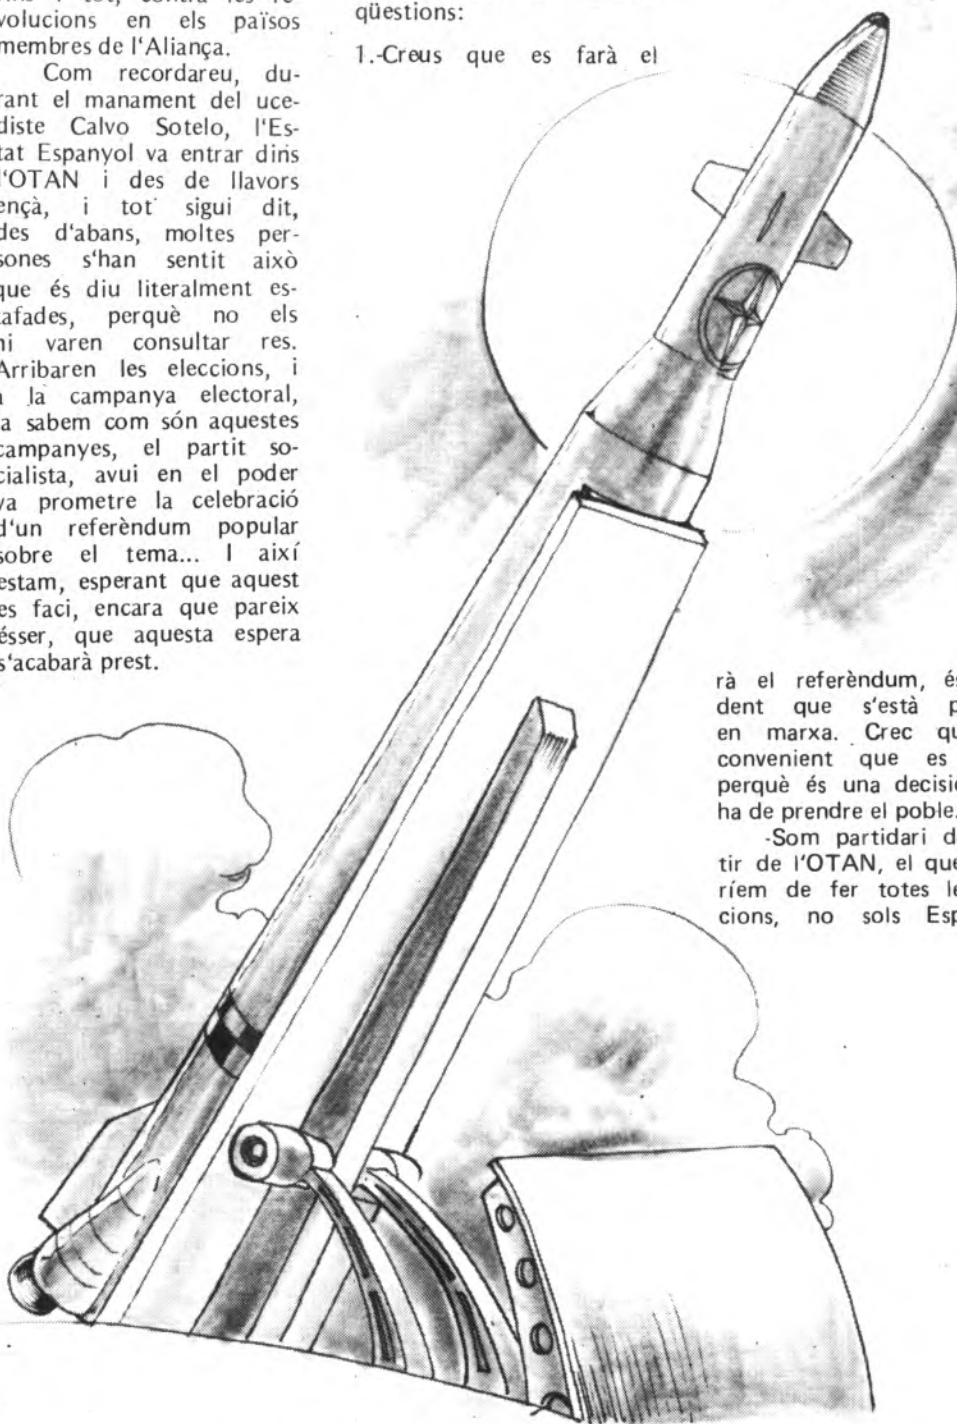 volucions en els països
membres de l'Aliança.
Com recordareu, du-
rant el manament del uce-
diste Calvo Sotelo, l'Es-
tat Espanyol va entrar dins
l'OTAN i des de llavors
ençà, i tot sigui dit,
des d'abans, moltes per-
sones s'han sentit això
que és diu literalment es-
tafades, perquè no els
hi varen consultar res.
Arribaren les eleccions, i
a la campanya electoral,
ja sabem com són aquestes
campanyes, el partit so-
cialista, avui en el poder
va prometre la celebració
d'un referèndum popular
sobre el tema... I així
estam, esperant que aquest
es faci, encara que pareix
ésser, que aquesta espera
s'acabarà prest.
qüestions:
1.-Creus que es farà el
rà el referèndum, és
dent que s'està p
en marxa. Crec qu
convenient que es
perquè és una decisió
ha de prendre el poble.
-Som partidari d
tir de l'OTAN, el que
ríem de fer totes le
cions, no sols Esp